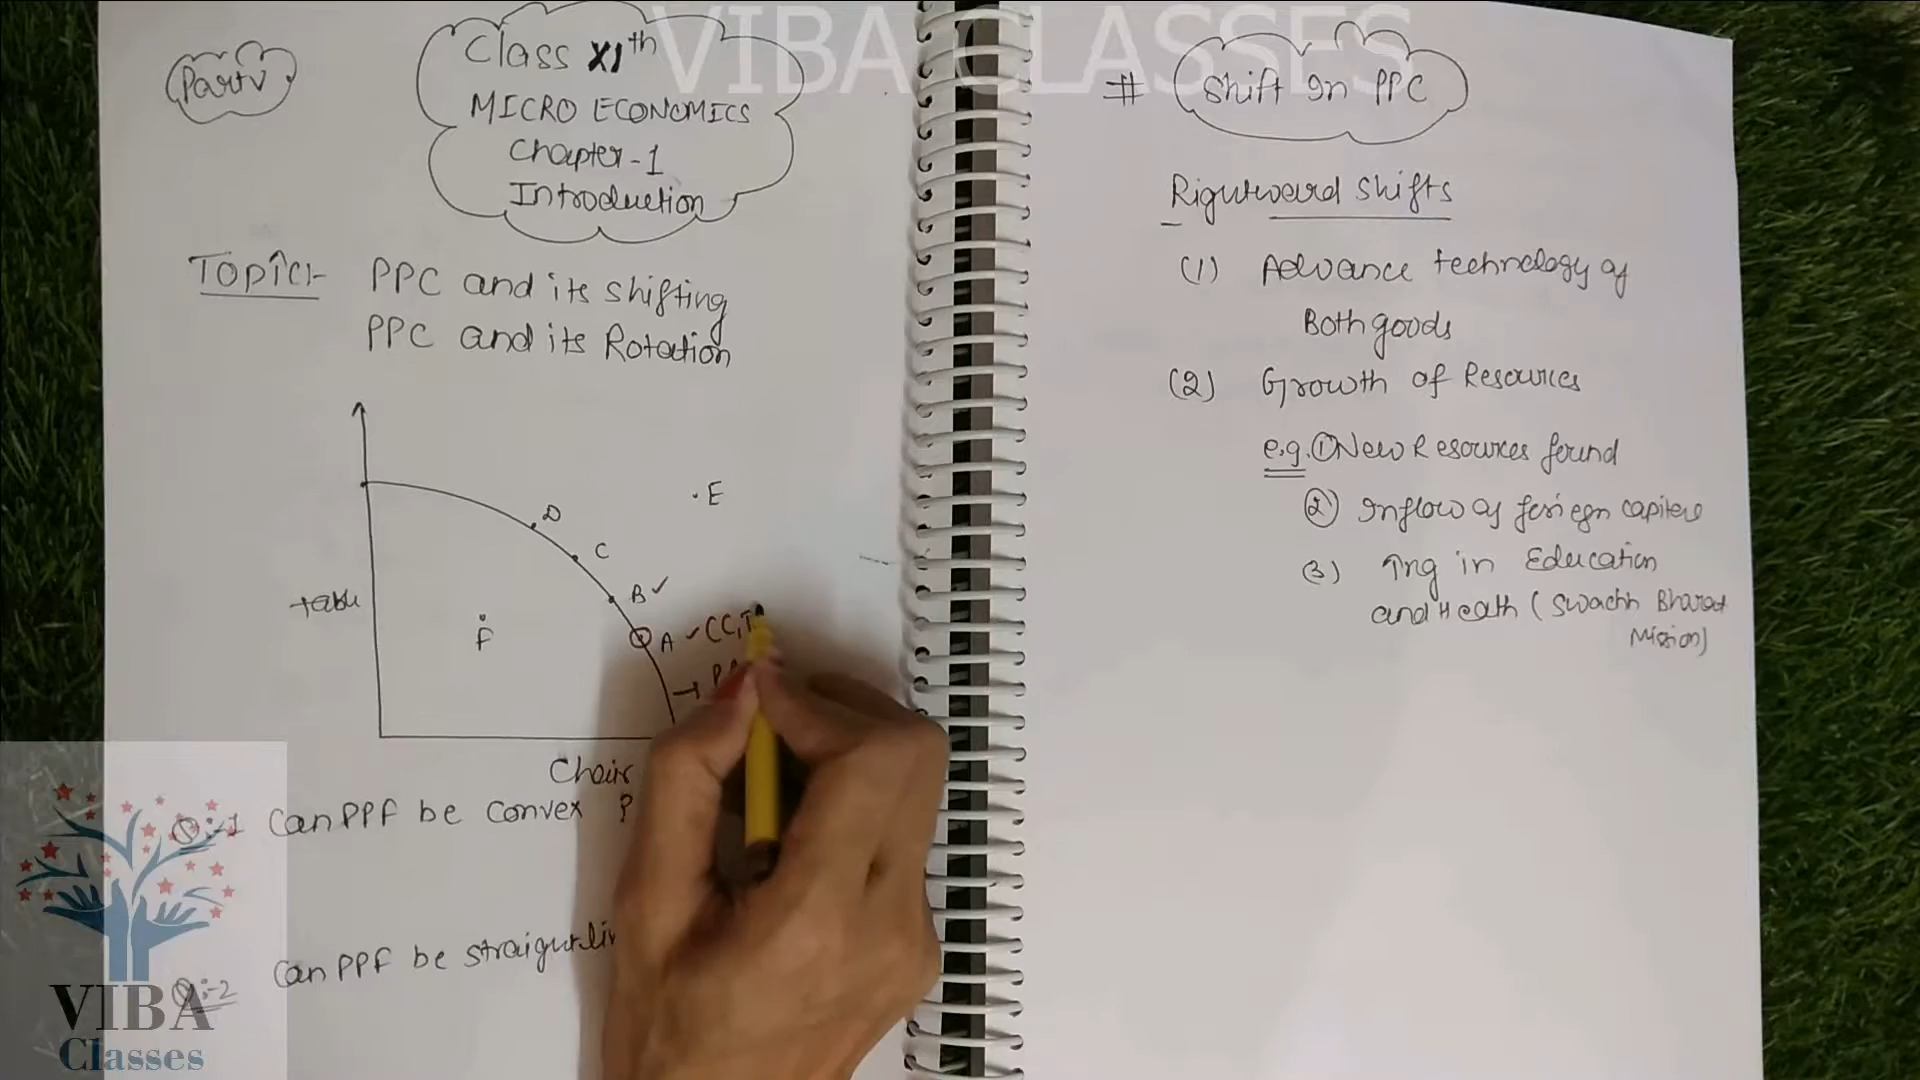 VIBA CLASSES
Part V
Class XIth
MICRO ECONOMICS
Chapter-1
Introduction
TOPIC:- PPC and its shifting
PPC and its Rotation
D
C
E
B ✓
table
F
A ✓ (C,T
Chair
Q:-1 Can PPF be convex ?
Q:-2 Can PPF be straight
VIBA
Classes
# Shift In PPC
Rightward Shifts
(1) Advance technology of
Both goods
(2) Growth of Resources
e.g. ① New Resources found
② Inflow of
(3) Ing in Education
and Heath (Swachh Bharat
Mission)